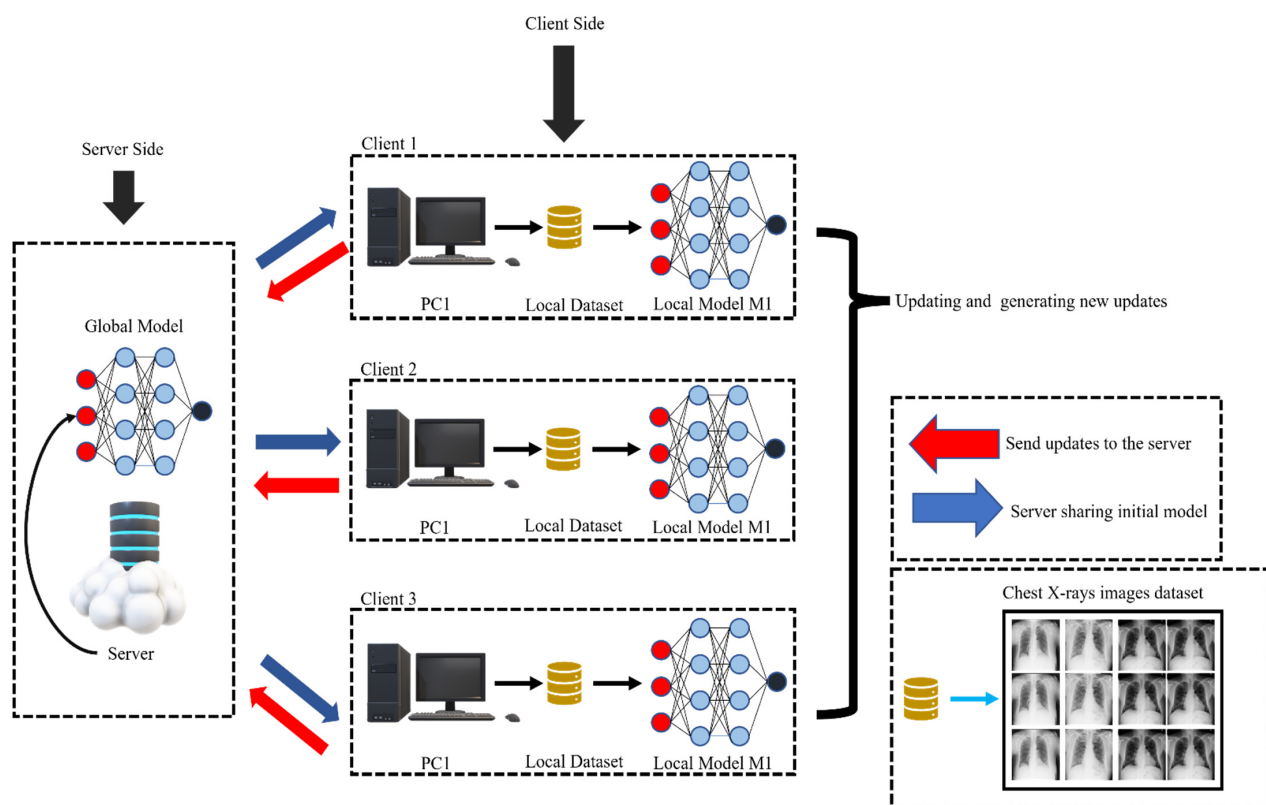 Client Side
Server Side
Client 1
PC1
Local Dataset
Local Model M1
Global Model
Server
Client 2
PC1
Local Dataset
Local Model M1
Client 3
PC1
Local Dataset
Local Model M1
Updating and generating new updates
Send updates to the server
Server sharing initial model
Chest X-rays images dataset